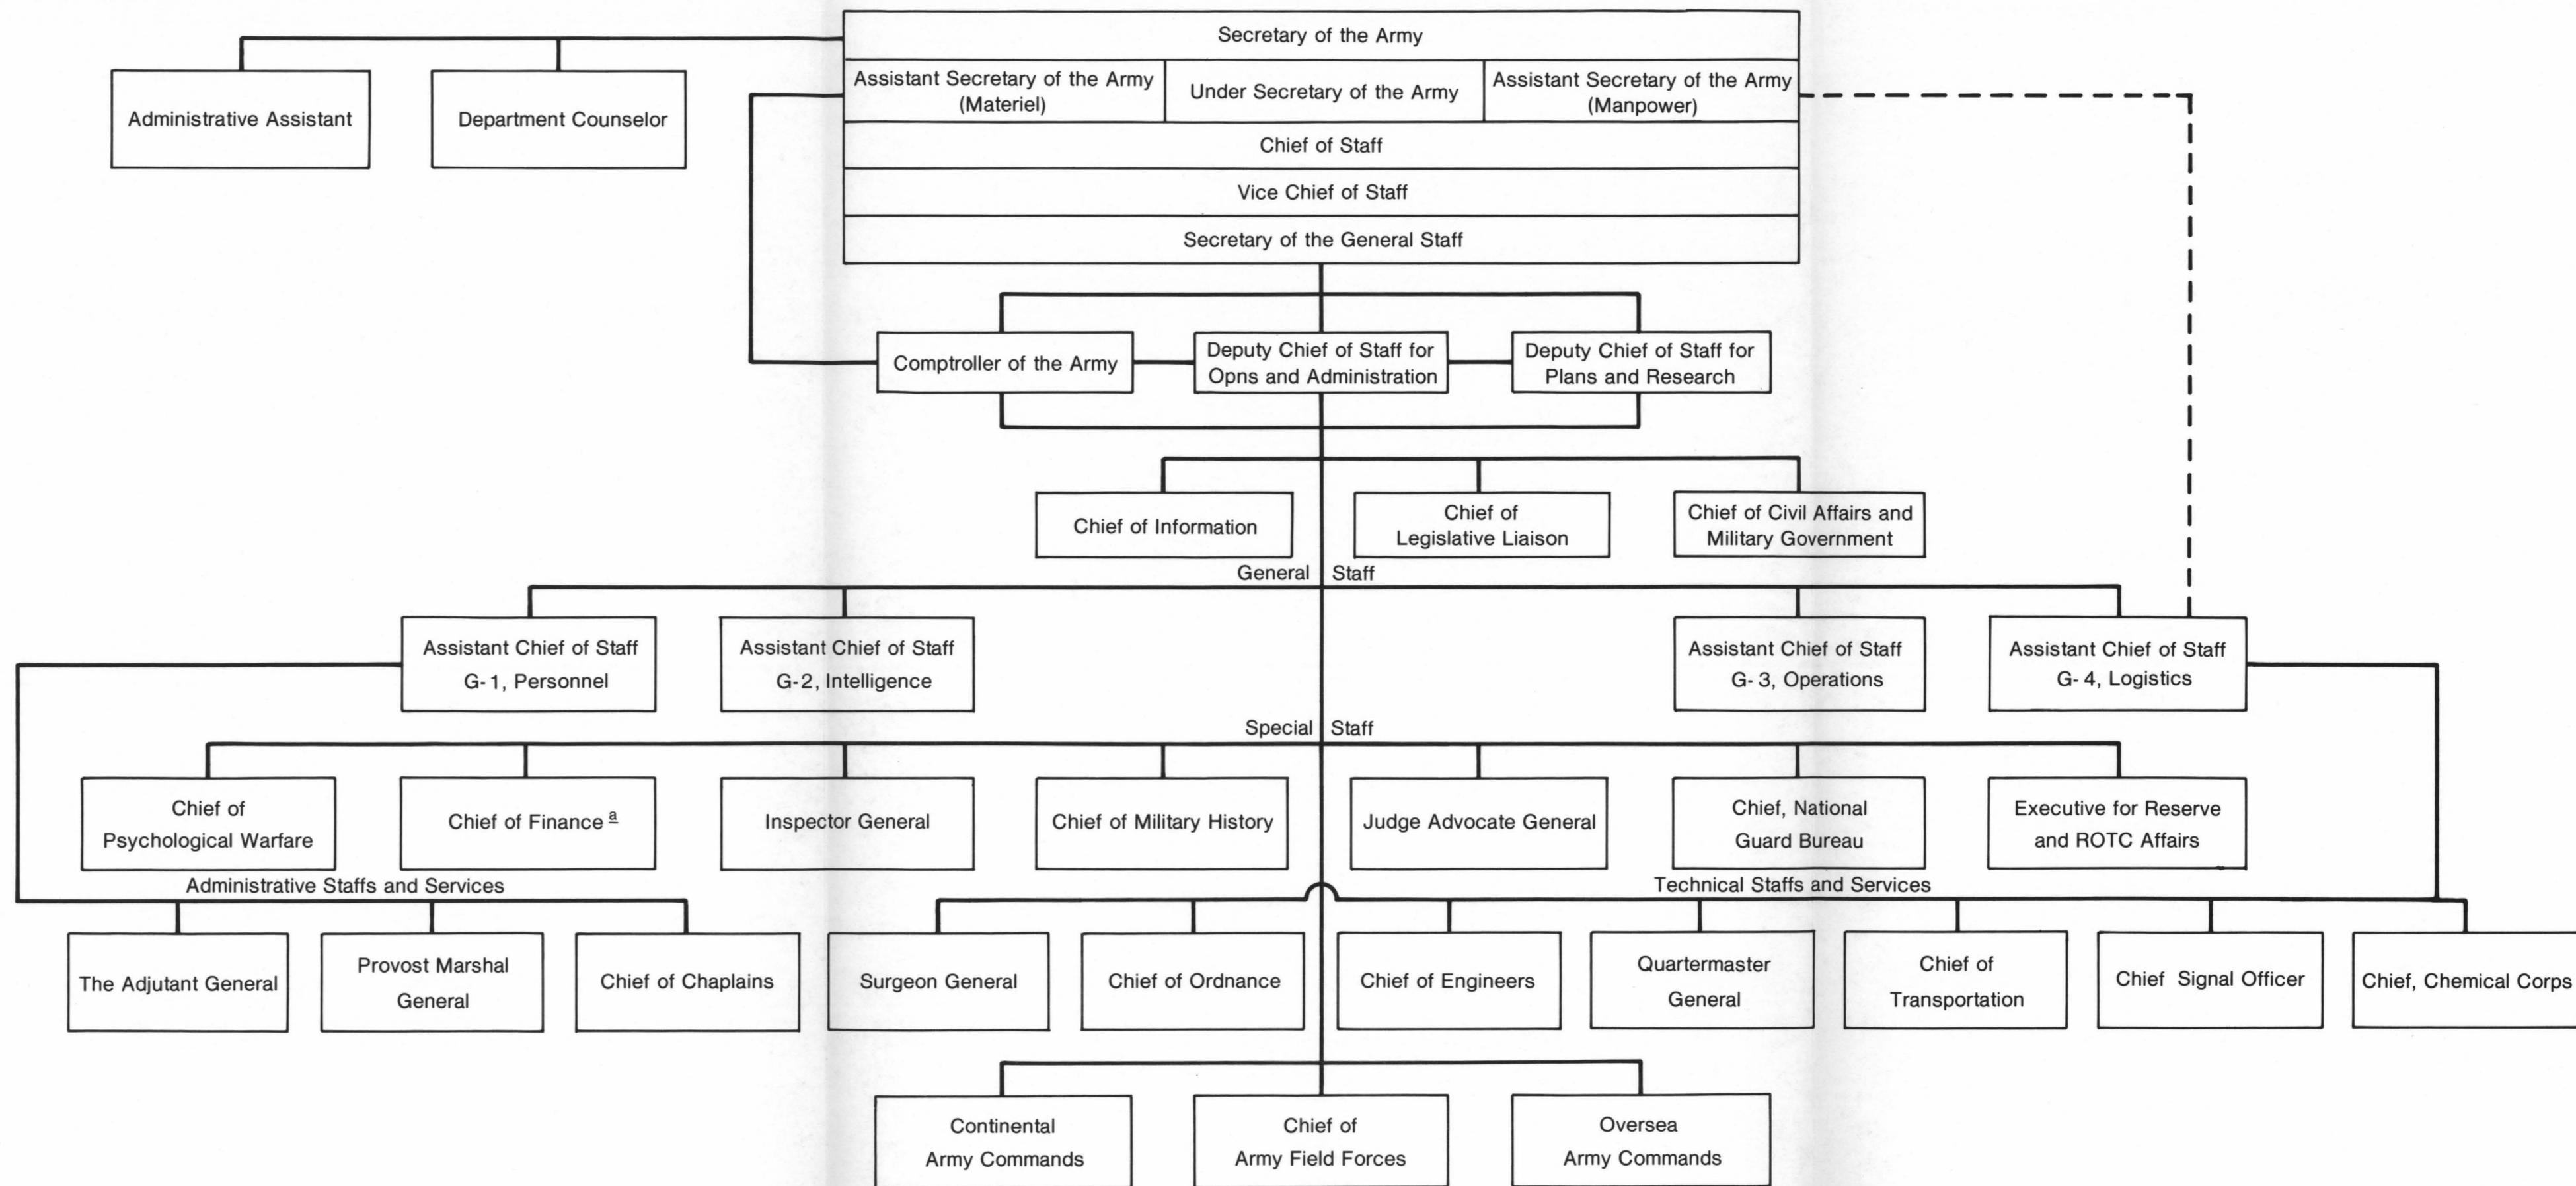 Secretary of the Army
Assistant Secretary of the Army
(Materiel)
Under Secretary of the Army
Assistant Secretary of the Army
(Manpower)
Administrative Assistant
Department Counselor
Chief of Staff
Vice Chief of Staff
Secretary of the General Staff
Comptroller of the Army
Deputy Chief of Staff for
Opns and Administration
Deputy Chief of Staff for
Plans and Research
Chief of Information
Chief of
Legislative Liaison
Chief of Civil Affairs and
Military Government
General Staff
Assistant Chief of Staff
G-1, Personnel
Assistant Chief of Staff
G-2, Intelligence
Assistant Chief of Staff
G-3, Operations
Assistant Chief of Staff
G-4, Logistics
Special Staff
Chief of
Psychological Warfare
Chief of Finance a
Inspector General
Chief of Military History
Judge Advocate General
Chief, National
Guard Bureau
Executive for Reserve
and ROTC Affairs
Administrative Staffs and Services
Technical Staffs and Services
The Adjutant General
Provost Marshal
General
Chief of Chaplains
Surgeon General
Chief of Ordnance
Chief of Engineers
Quartermaster
General
Chief of
Transportation
Chief Signal Officer
Chief, Chemical Corps
Continental
Army Commands
Chief of
Army Field Forces
Oversea
Army Commands